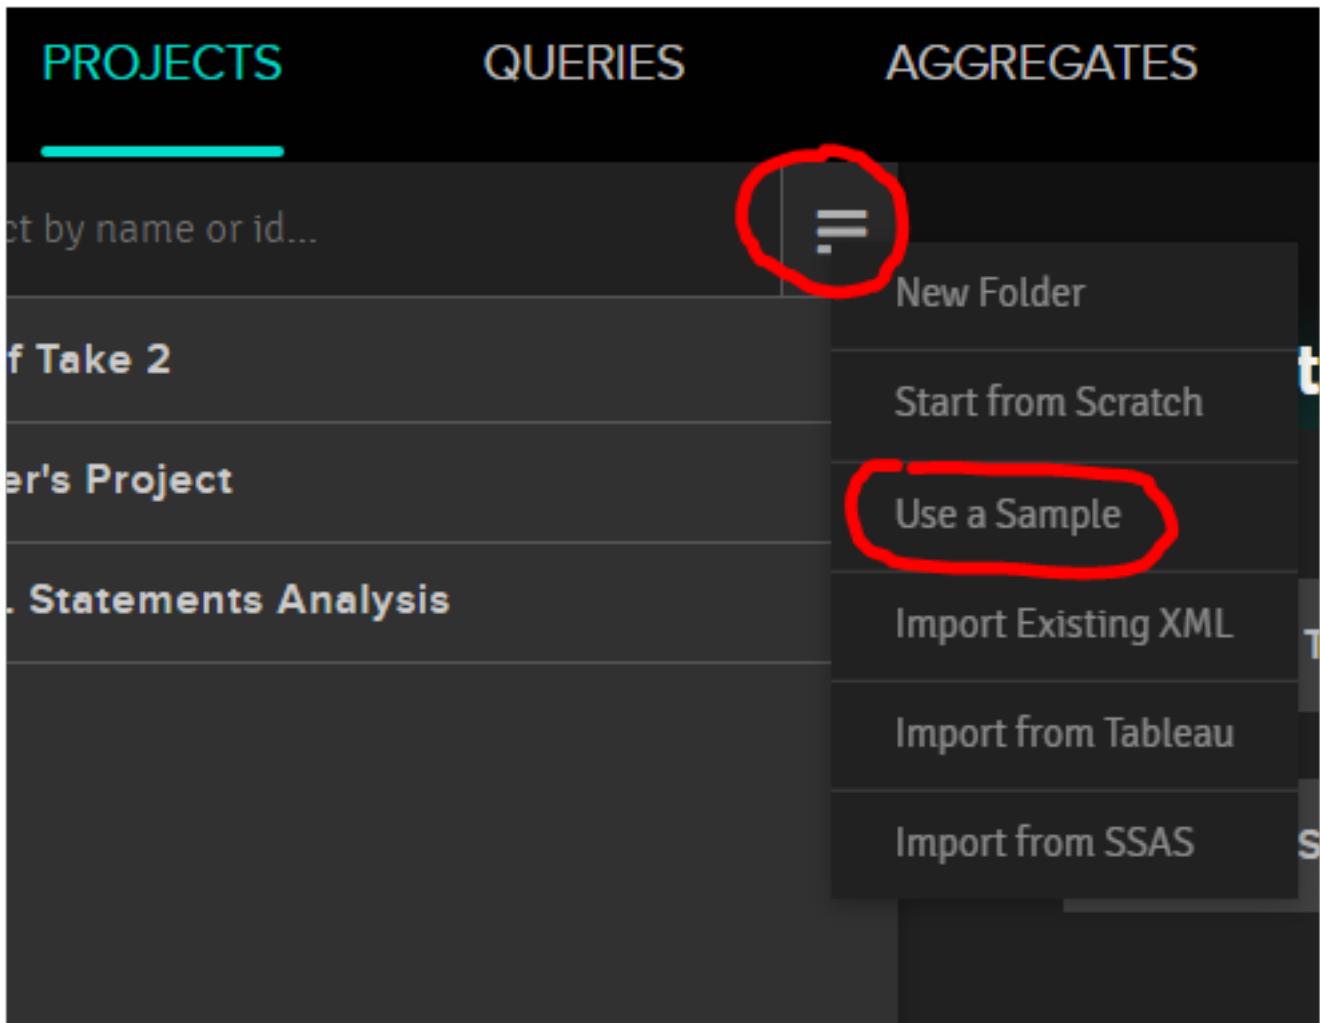 PROJECTS QUERIES AGGREGATES
ct by name or id...
New Folder
f Take 2
Start from Scratch
er's Project
Use a Sample
. Statements Analysis
Import Existing XML
Import from Tableau
Import from SSAS